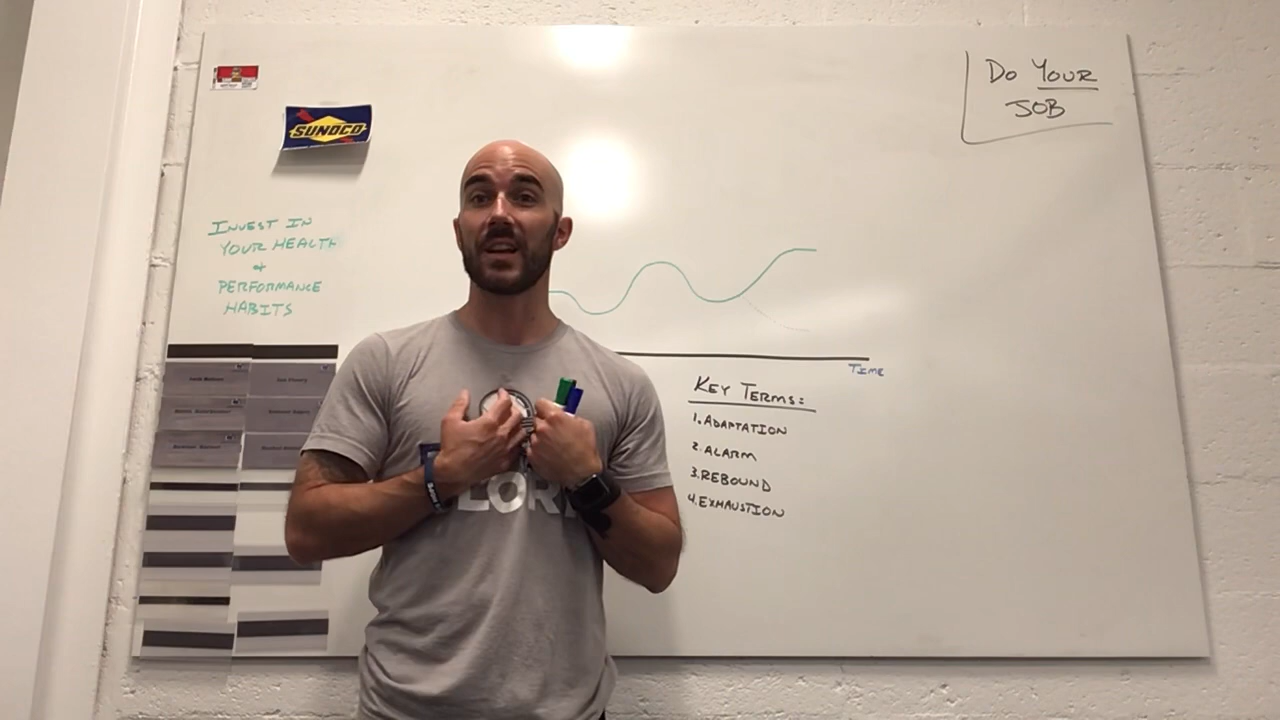 SUNOCO
DO YOUR
JOB
INVEST IN
YOUR HEALTH
+
PERFORMANCE
HABITS
TIME
KEY TERMS:
1. ADAPTATION
2. ALARM
3. REBOUND
4. EXHAUSTION
LOR